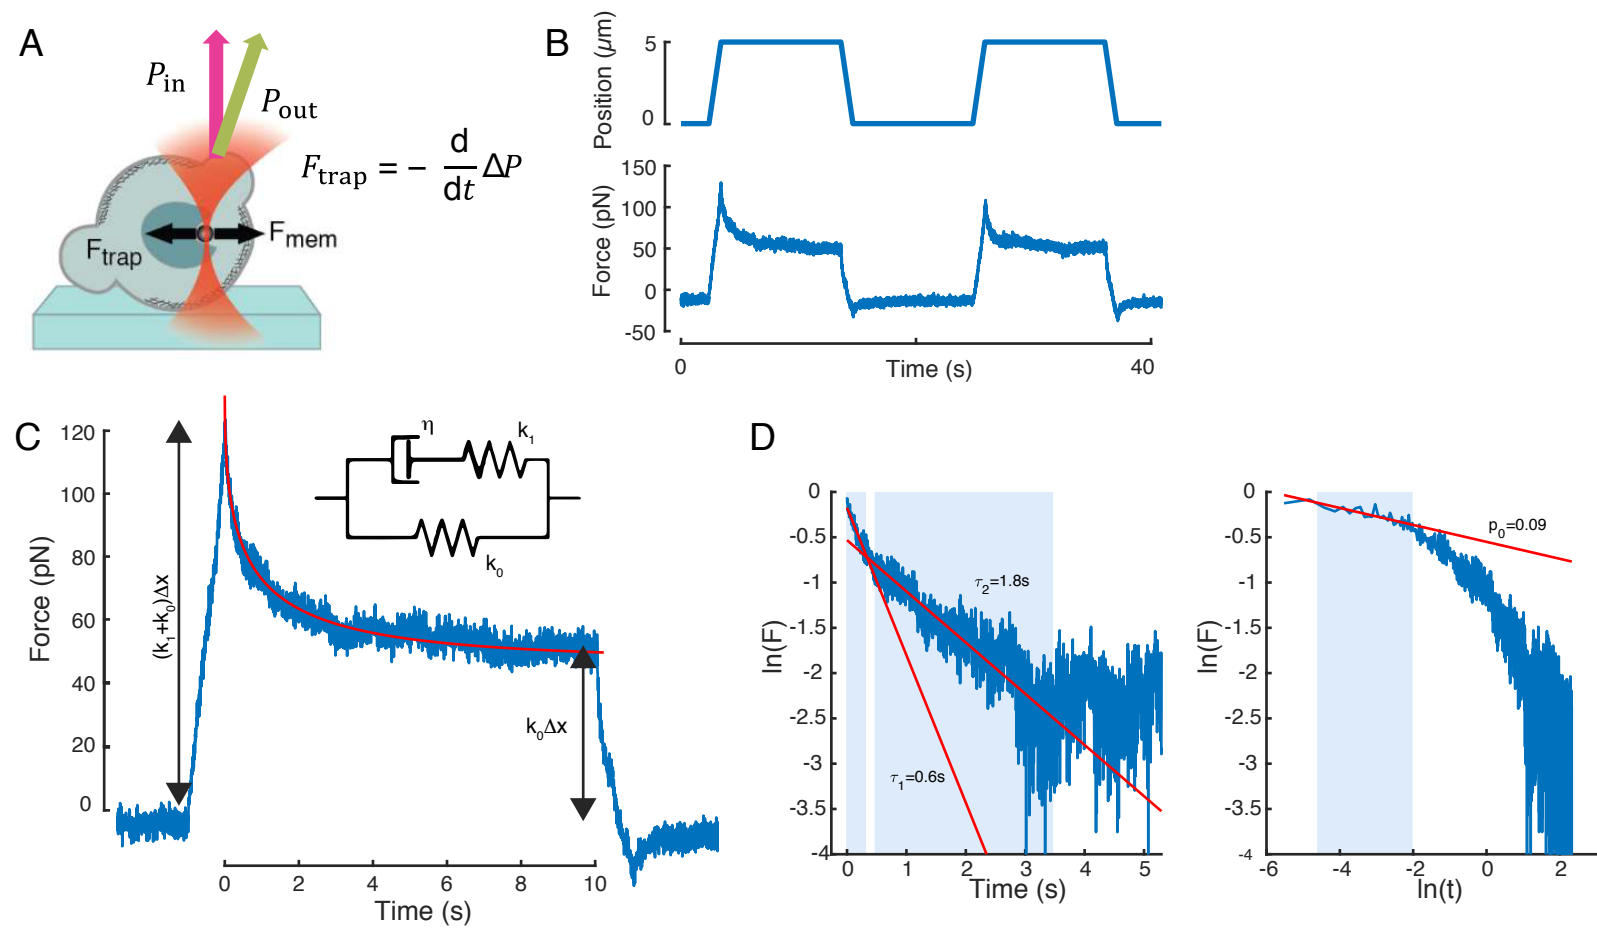 A
P_in
P_out
F_trap = − d/dt ΔP
F_trap
F_mem
B
Position (µm)
5
0
Force (pN)
150
100
50
0
-50
0
40
Time (s)
C
Force (pN)
120
100
80
60
40
20
0
(k₁+k₀)Δx
η
k₁
k₀
k₀Δx
0 2 4 6 8 10
Time (s)
D
ln(F)
0
-0.5
-1
-1.5
-2
-2.5
-3
-3.5
-4
τ₂=1.8s
τ₁=0.6s
0 1 2 3 4 5
Time (s)
ln(F)
0
-0.5
-1
-1.5
-2
-2.5
-3
-3.5
-4
p₀=0.09
-6 -4 -2 0 2
ln(t)